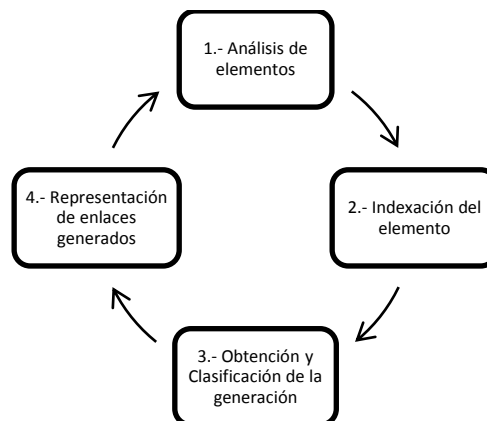 1.- Análisis de
elementos
2.- Indexación del
elemento
3.- Obtención y
Clasificación de la
generación
4.- Representación
de enlaces
generados